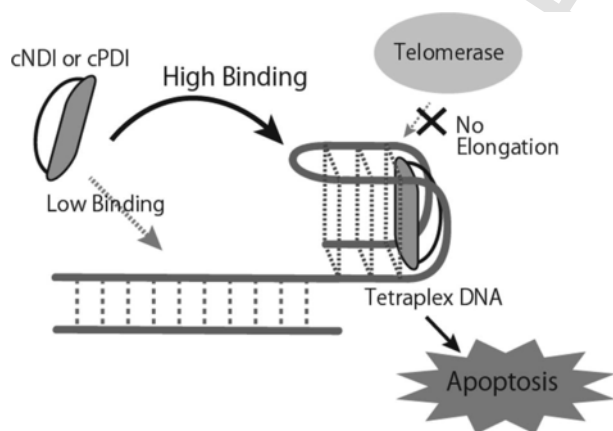 cNDI or cPDI
High Binding
Telomerase
No
Elongation
Low Binding
Tetraplex DNA
Apoptosis